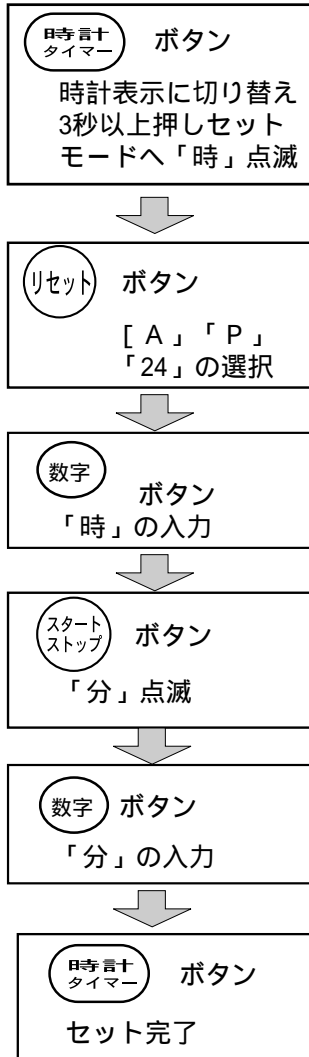 時計
タイマー
ボタン
時計表示に切り替え
3秒以上押しセット
モードへ「時」点滅
リセット
ボタン
[ A 」「 P 」
「24」の選択
数字
ボタン
「時」の入力
スタート
ストップ
ボタン
「分」点滅
数字
ボタン
「分」の入力
時計
タイマー
ボタン
セット完了